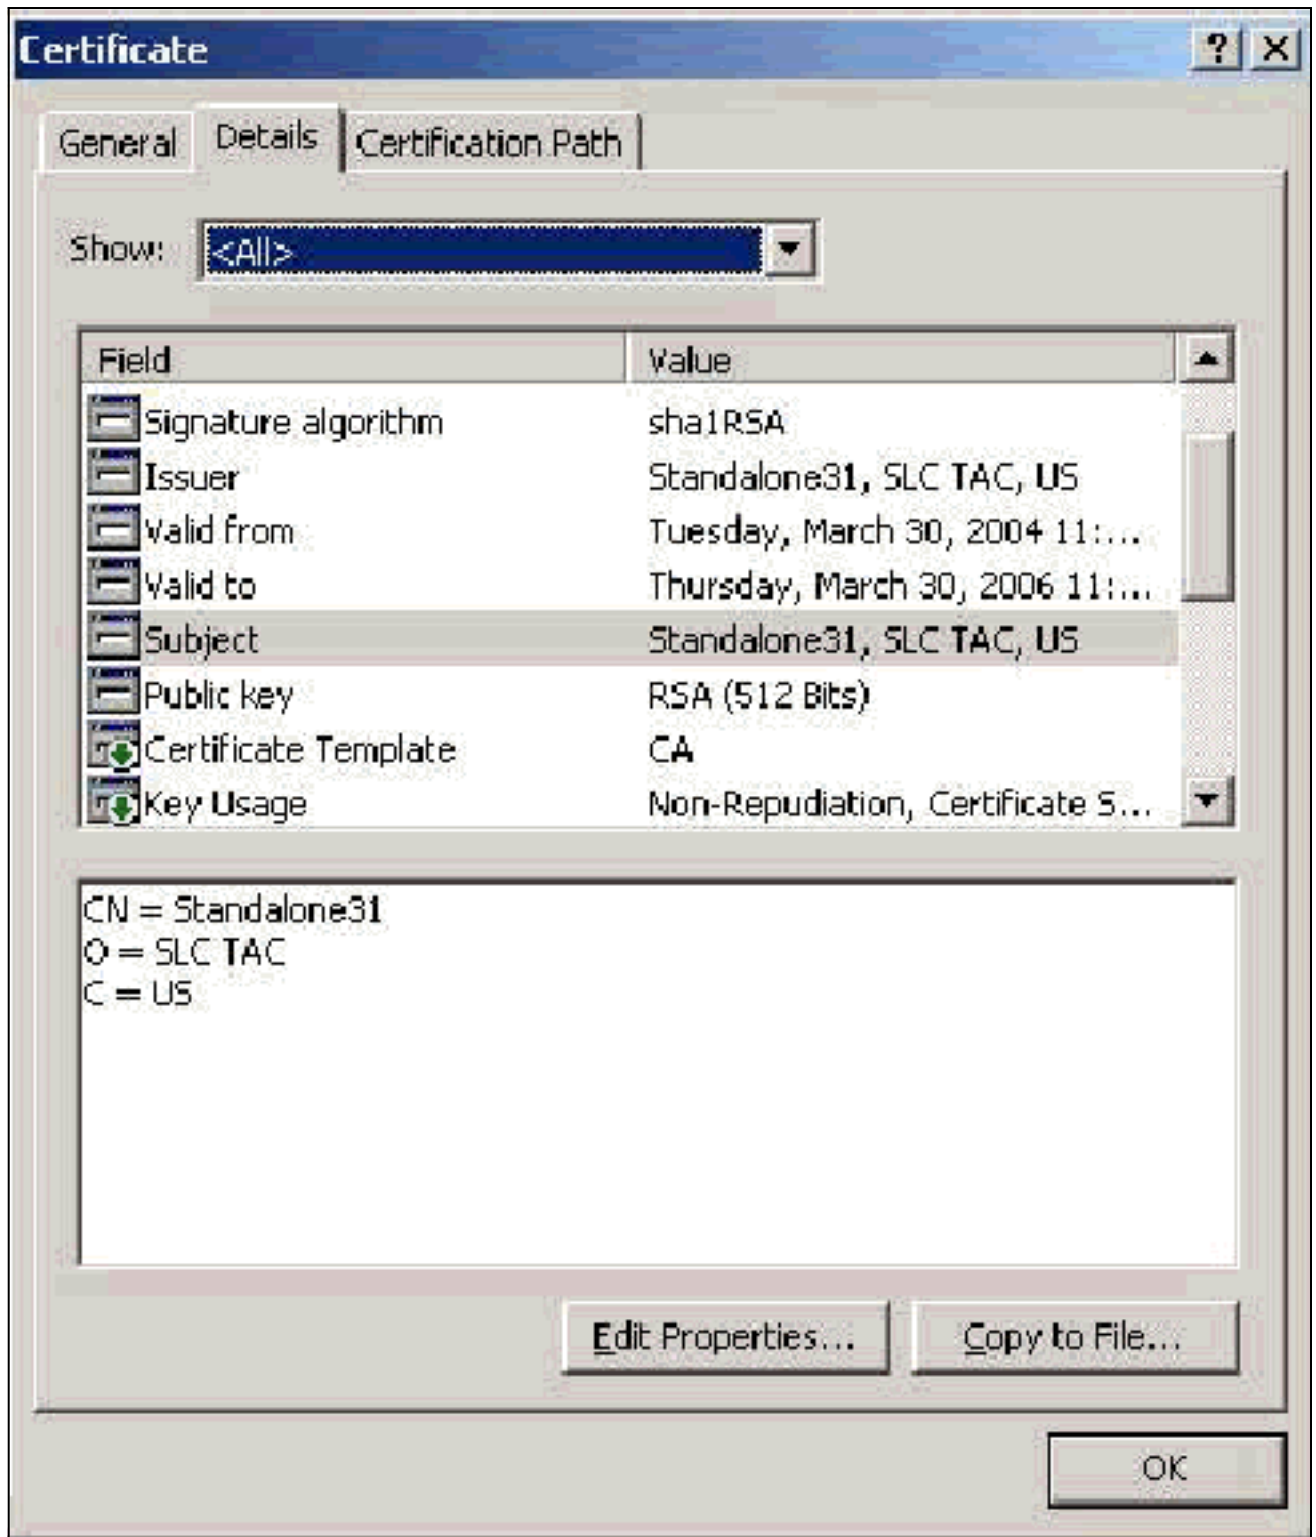 Certificate
General Details Certification Path
Show: <All>
Field Value
Signature algorithm sha1RSA
Issuer Standalone31, SLC TAC, US
Valid from Tuesday, March 30, 2004 11:...
Valid to Thursday, March 30, 2006 11:...
Subject Standalone31, SLC TAC, US
Public key RSA (512 Bits)
Certificate Template CA
Key Usage Non-Repudiation, Certificate S...
CN = Standalone31
O = SLC TAC
C = US
Edit Properties... Copy to File...
OK